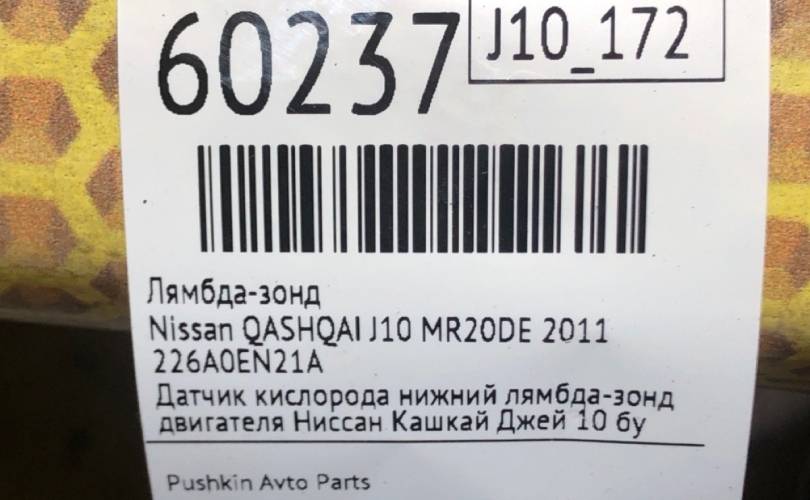 60237
J10_172
Лямбда-зонд
Nissan QASHQAI J10 MR20DE 2011
226A0EN21A
Датчик кислорода нижний лямбда-зонд
двигателя Ниссан Кашкай Джей 10 бу
Pushkin Avto Parts